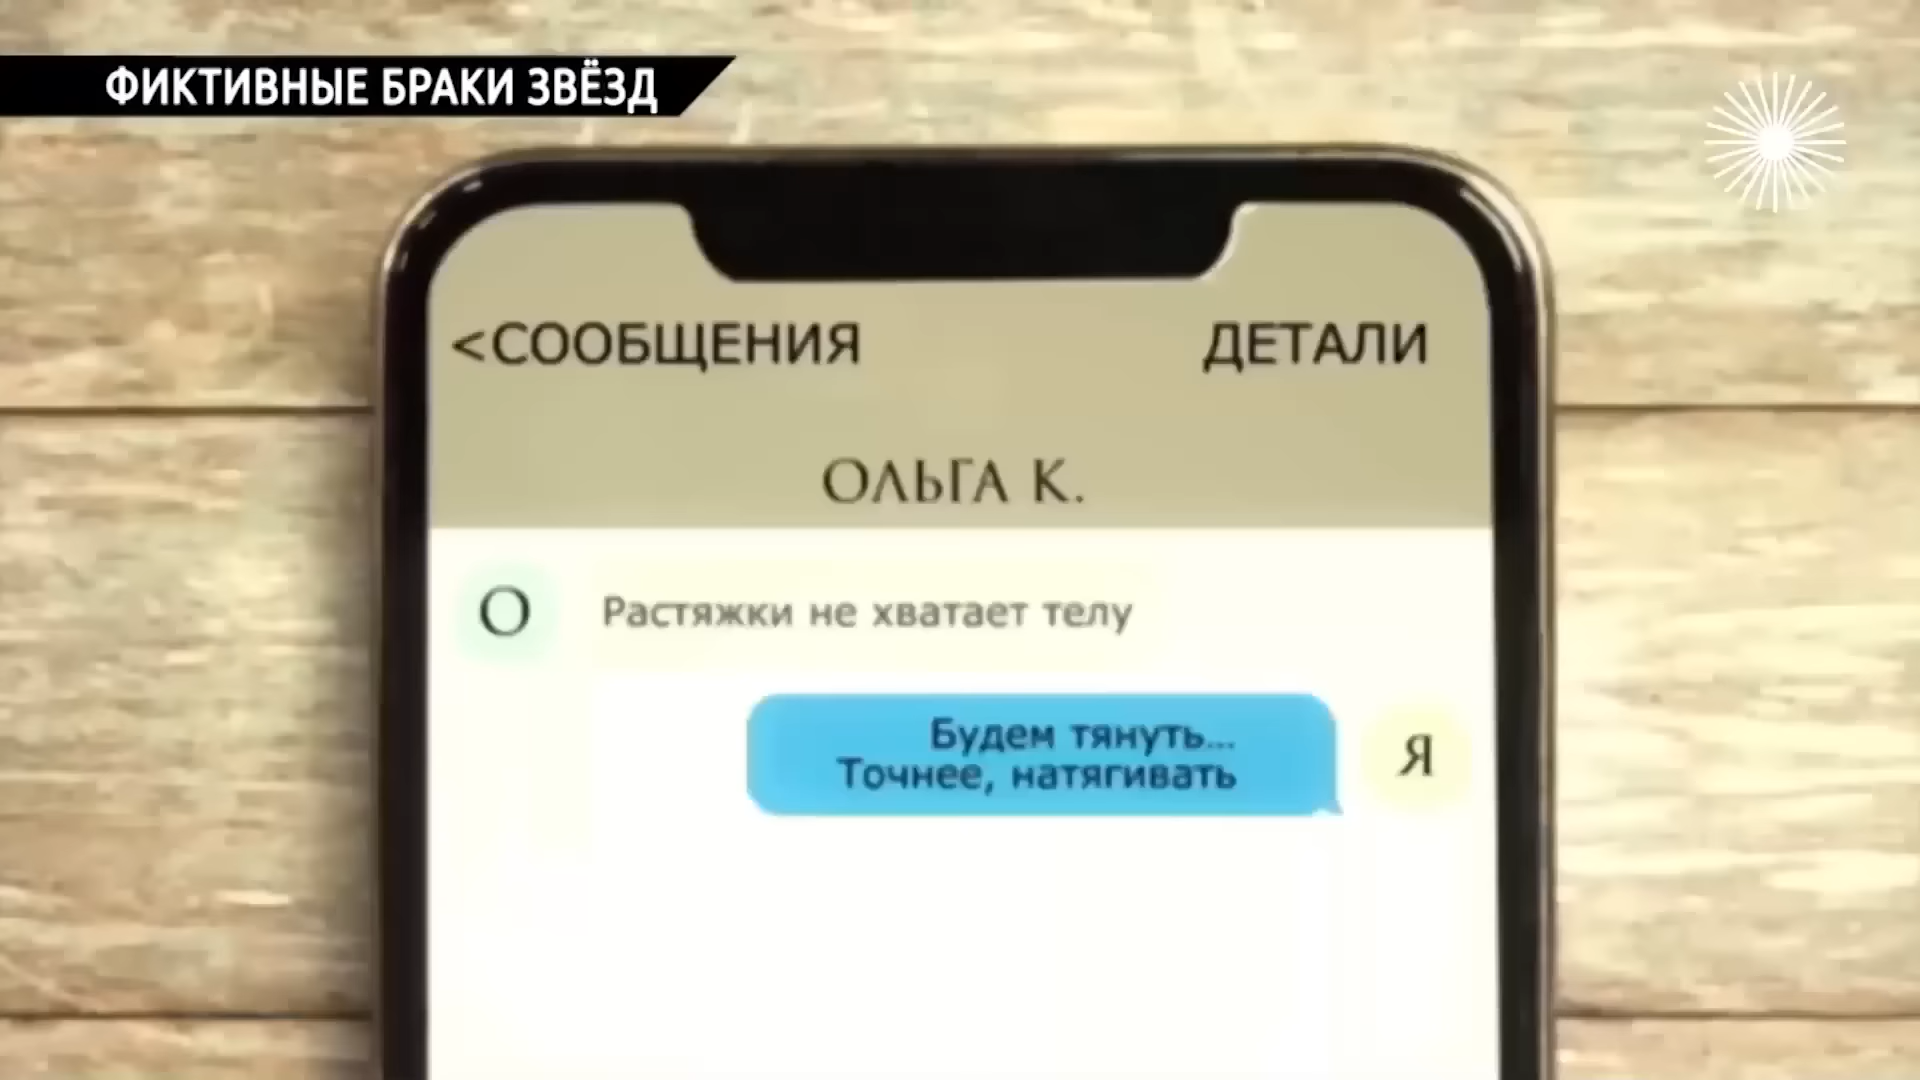 ФИКТИВНЫЕ БРАКИ ЗВЁЗД
<СООБЩЕНИЯ ДЕТАЛИ
ОЛЬГА К.
О Растяжки не хватает телу
Будем тянуть...
Точнее, натягивать
Я